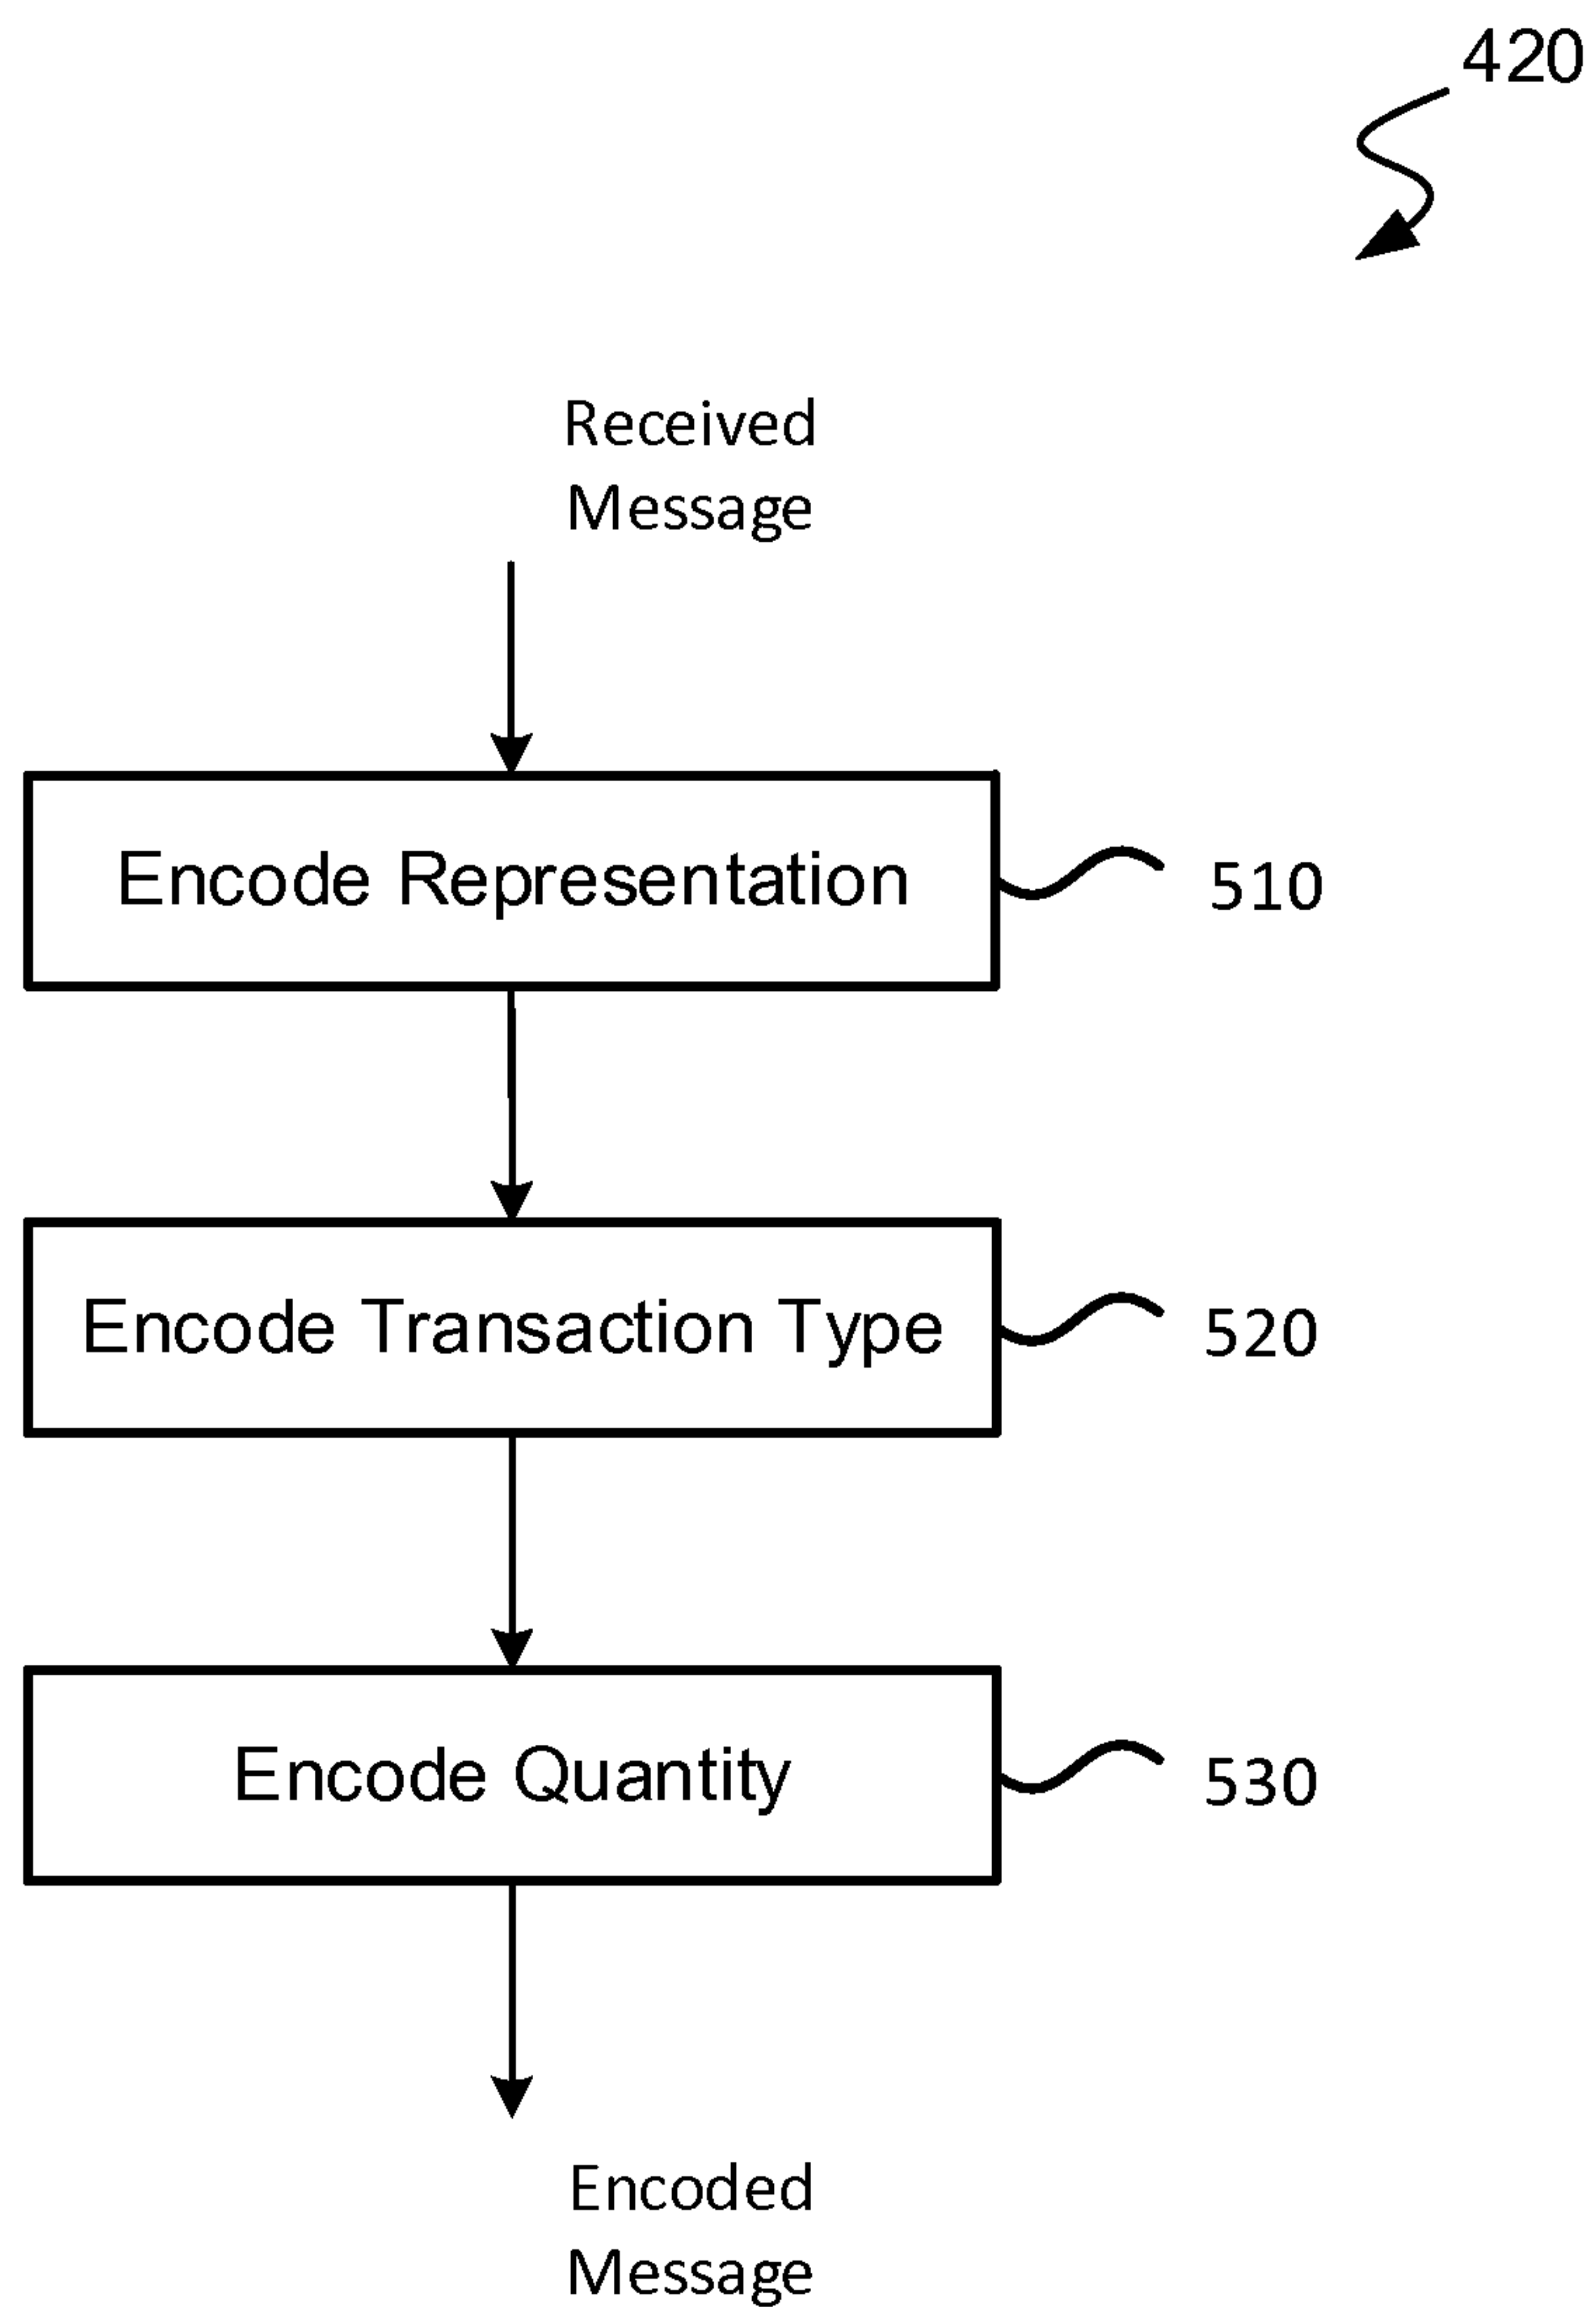 420
Received
Message
Encode Representation
510
Encode Transaction Type
520
Encode Quantity
530
Encoded
Message